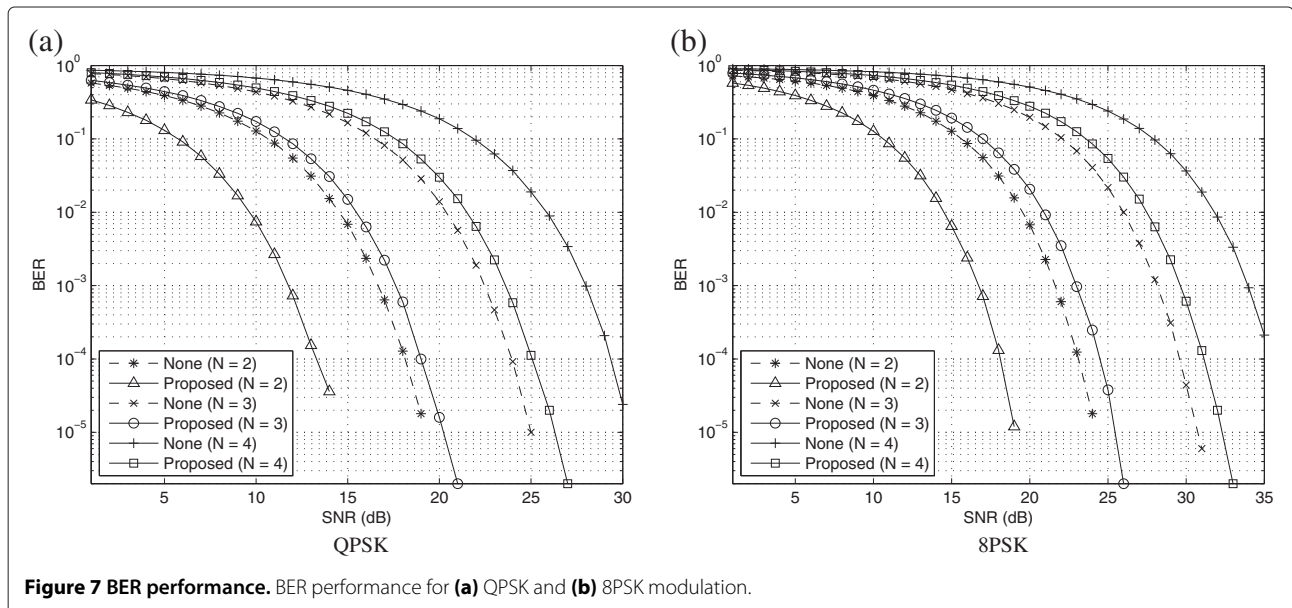 (a)
10^0
10^-1
10^-2
10^-3
10^-4
10^-5
BER
None (N = 2)
Proposed (N = 2)
None (N = 3)
Proposed (N = 3)
None (N = 4)
Proposed (N = 4)
5 10 15 20 25 30
SNR (dB)
QPSK
(b)
10^0
10^-1
10^-2
10^-3
10^-4
10^-5
BER
None (N = 2)
Proposed (N = 2)
None (N = 3)
Proposed (N = 3)
None (N = 4)
Proposed (N = 4)
5 10 15 20 25 30 35
SNR (dB)
8PSK
Figure 7 BER performance. BER performance for (a) QPSK and (b) 8PSK modulation.